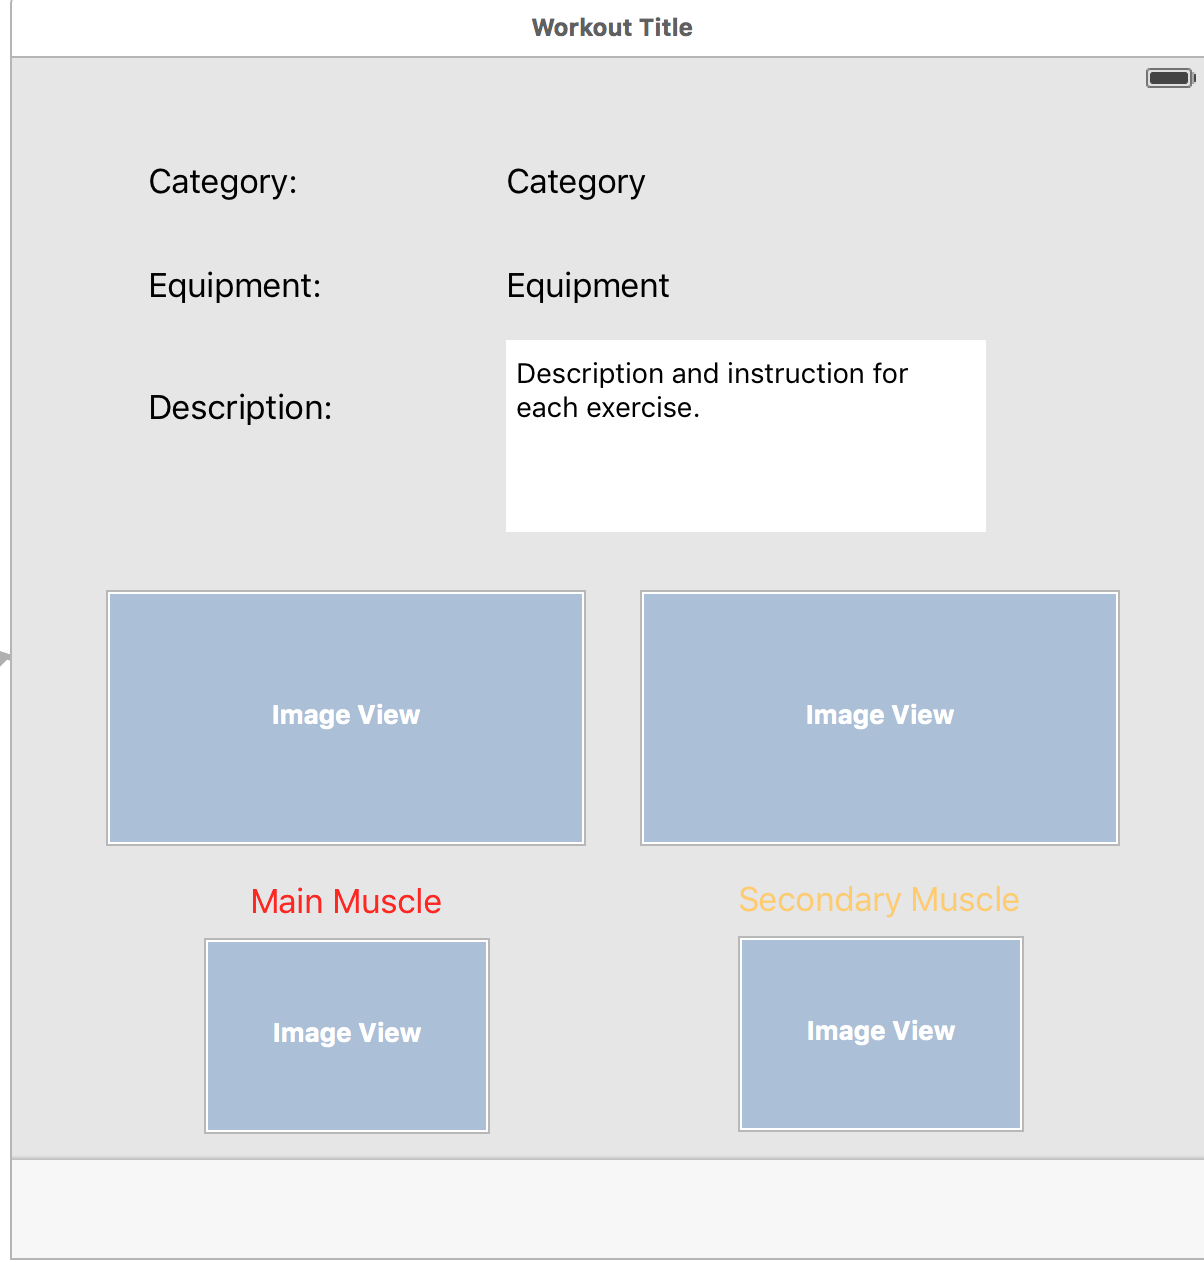 Workout Title
Category: Category
Equipment: Equipment
Description:
Description and instruction for
each exercise.
Image View Image View
Main Muscle Secondary Muscle
Image View Image View